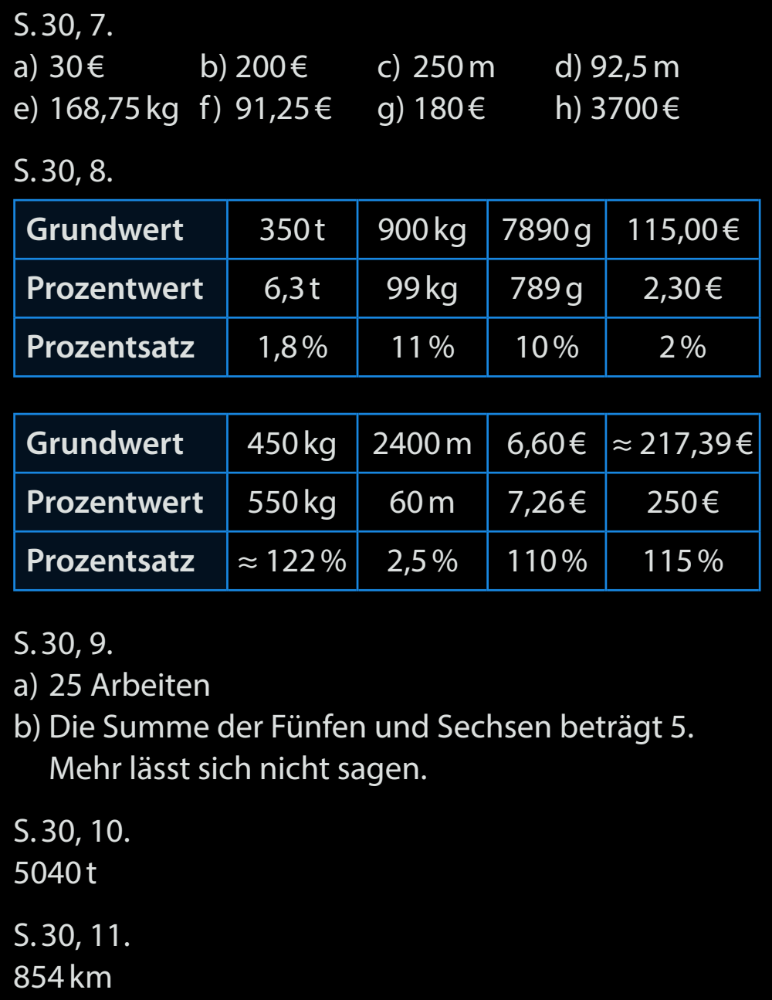 S. 30, 7.
a) 30 € b) 200 € c) 250 m d) 92,5 m
e) 168,75 kg f) 91,25 € g) 180 € h) 3700 €
S. 30, 8.
Grundwert 350 t 900 kg 7890 g 115,00 €
Prozentwert 6,3 t 99 kg 789 g 2,30 €
Prozentsatz 1,8 % 11 % 10 % 2 %
Grundwert 450 kg 2400 m 6,60 € ≈ 217,39 €
Prozentwert 550 kg 60 m 7,26 € 250 €
Prozentsatz ≈ 122 % 2,5 % 110 % 115 %
S. 30, 9.
a) 25 Arbeiten
b) Die Summe der Fünfen und Sechsen beträgt 5.
Mehr lässt sich nicht sagen.
S. 30, 10.
5040 t
S. 30, 11.
854 km